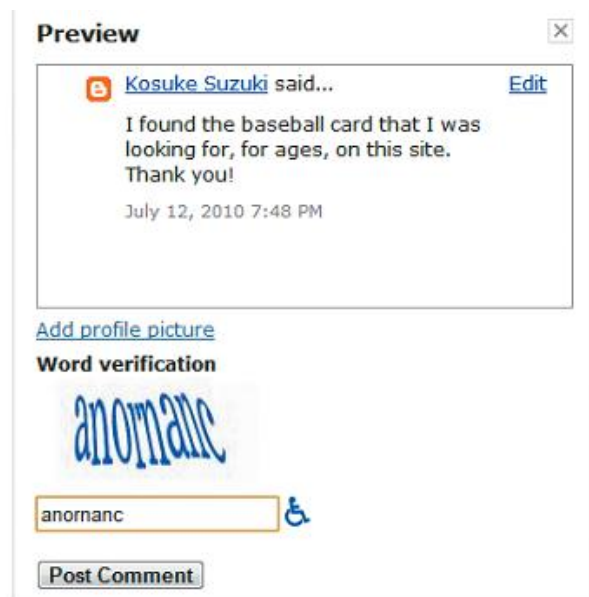 Preview
Kosuke Suzuki said... Edit
I found the baseball card that I was
looking for, for ages, on this site.
Thank you!
July 12, 2010 7:48 PM
Add profile picture
Word verification
anornanc
anornanc
Post Comment